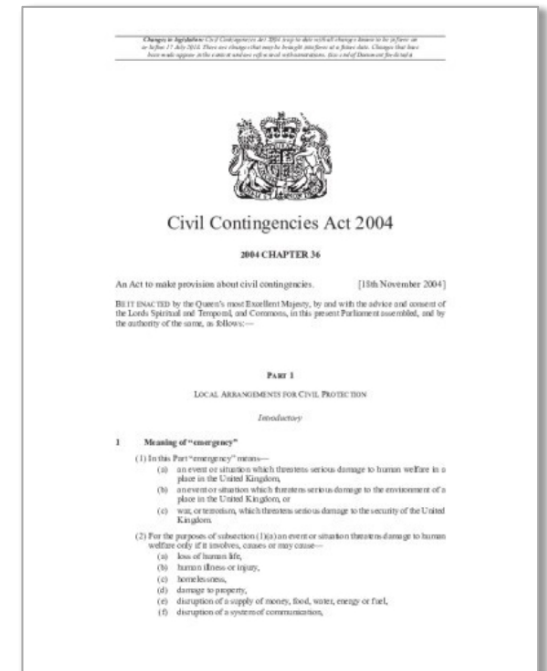 Changes to legislation: Civil Contingencies Act 2004 is up to date with all changes known to be in force on
or before 17 July 2018. There are changes that may be brought into force at a future date. Changes that have
been made appear in the content and are referenced with annotations. (See end of Document for details)
Civil Contingencies Act 2004
2004 CHAPTER 36
An Act to make provision about civil contingencies. [18th November 2004]
BE IT ENACTED by the Queen's most Excellent Majesty, by and with the advice and consent of
the Lords Spiritual and Temporal, and Commons, in this present Parliament assembled, and by
the authority of the same, as follows:—
PART 1
LOCAL ARRANGEMENTS FOR CIVIL PROTECTION
Introductory
1 Meaning of "emergency"
(1) In this Part "emergency" means—
(a) an event or situation which threatens serious damage to human welfare in a
place in the United Kingdom,
(b) an event or situation which threatens serious damage to the environment of a
place in the United Kingdom, or
(c) war, or terrorism, which threatens serious damage to the security of the United
Kingdom.
(2) For the purposes of subsection (1)(a) an event or situation threatens damage to human
welfare only if it involves, causes or may cause—
(a) loss of human life,
(b) human illness or injury,
(c) homelessness,
(d) damage to property,
(e) disruption of a supply of money, food, water, energy or fuel,
(f) disruption of a system of communication,